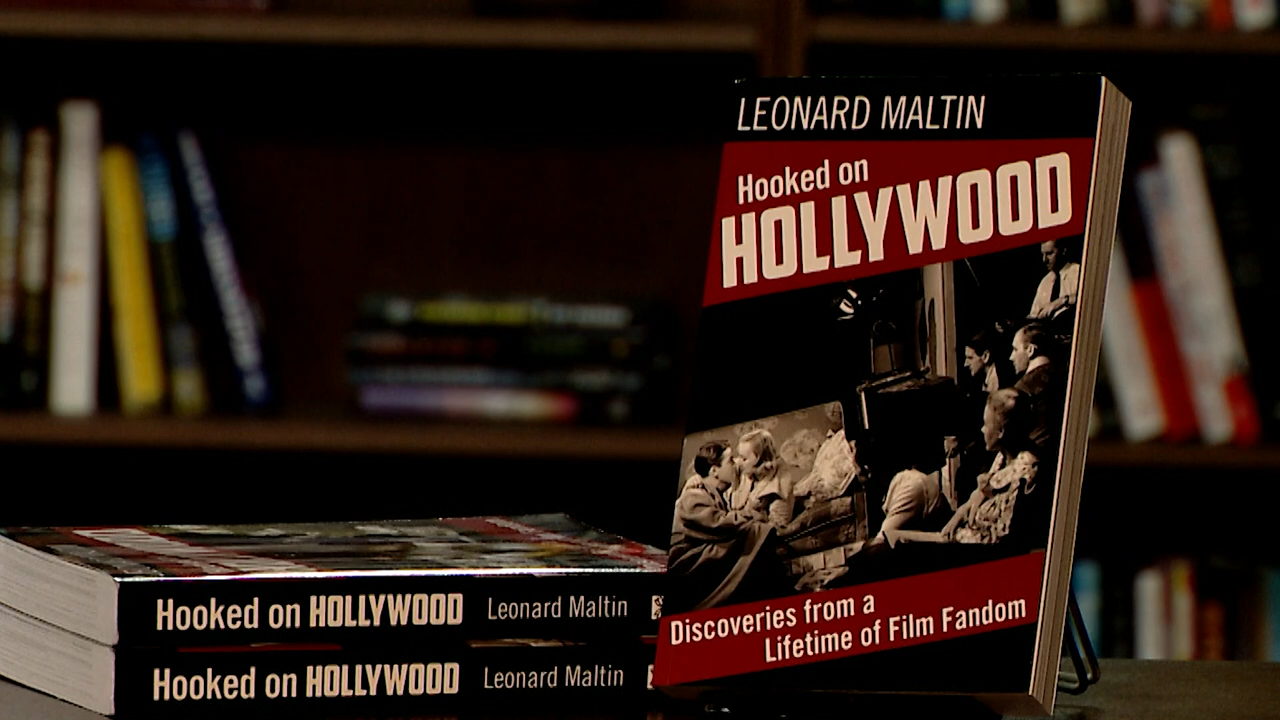 LEONARD MALTIN
Hooked on
HOLLYWOOD
Discoveries from a
Lifetime of Film Fandom
Hooked on HOLLYWOOD Leonard Maltin
Hooked on HOLLYWOOD Leonard Maltin